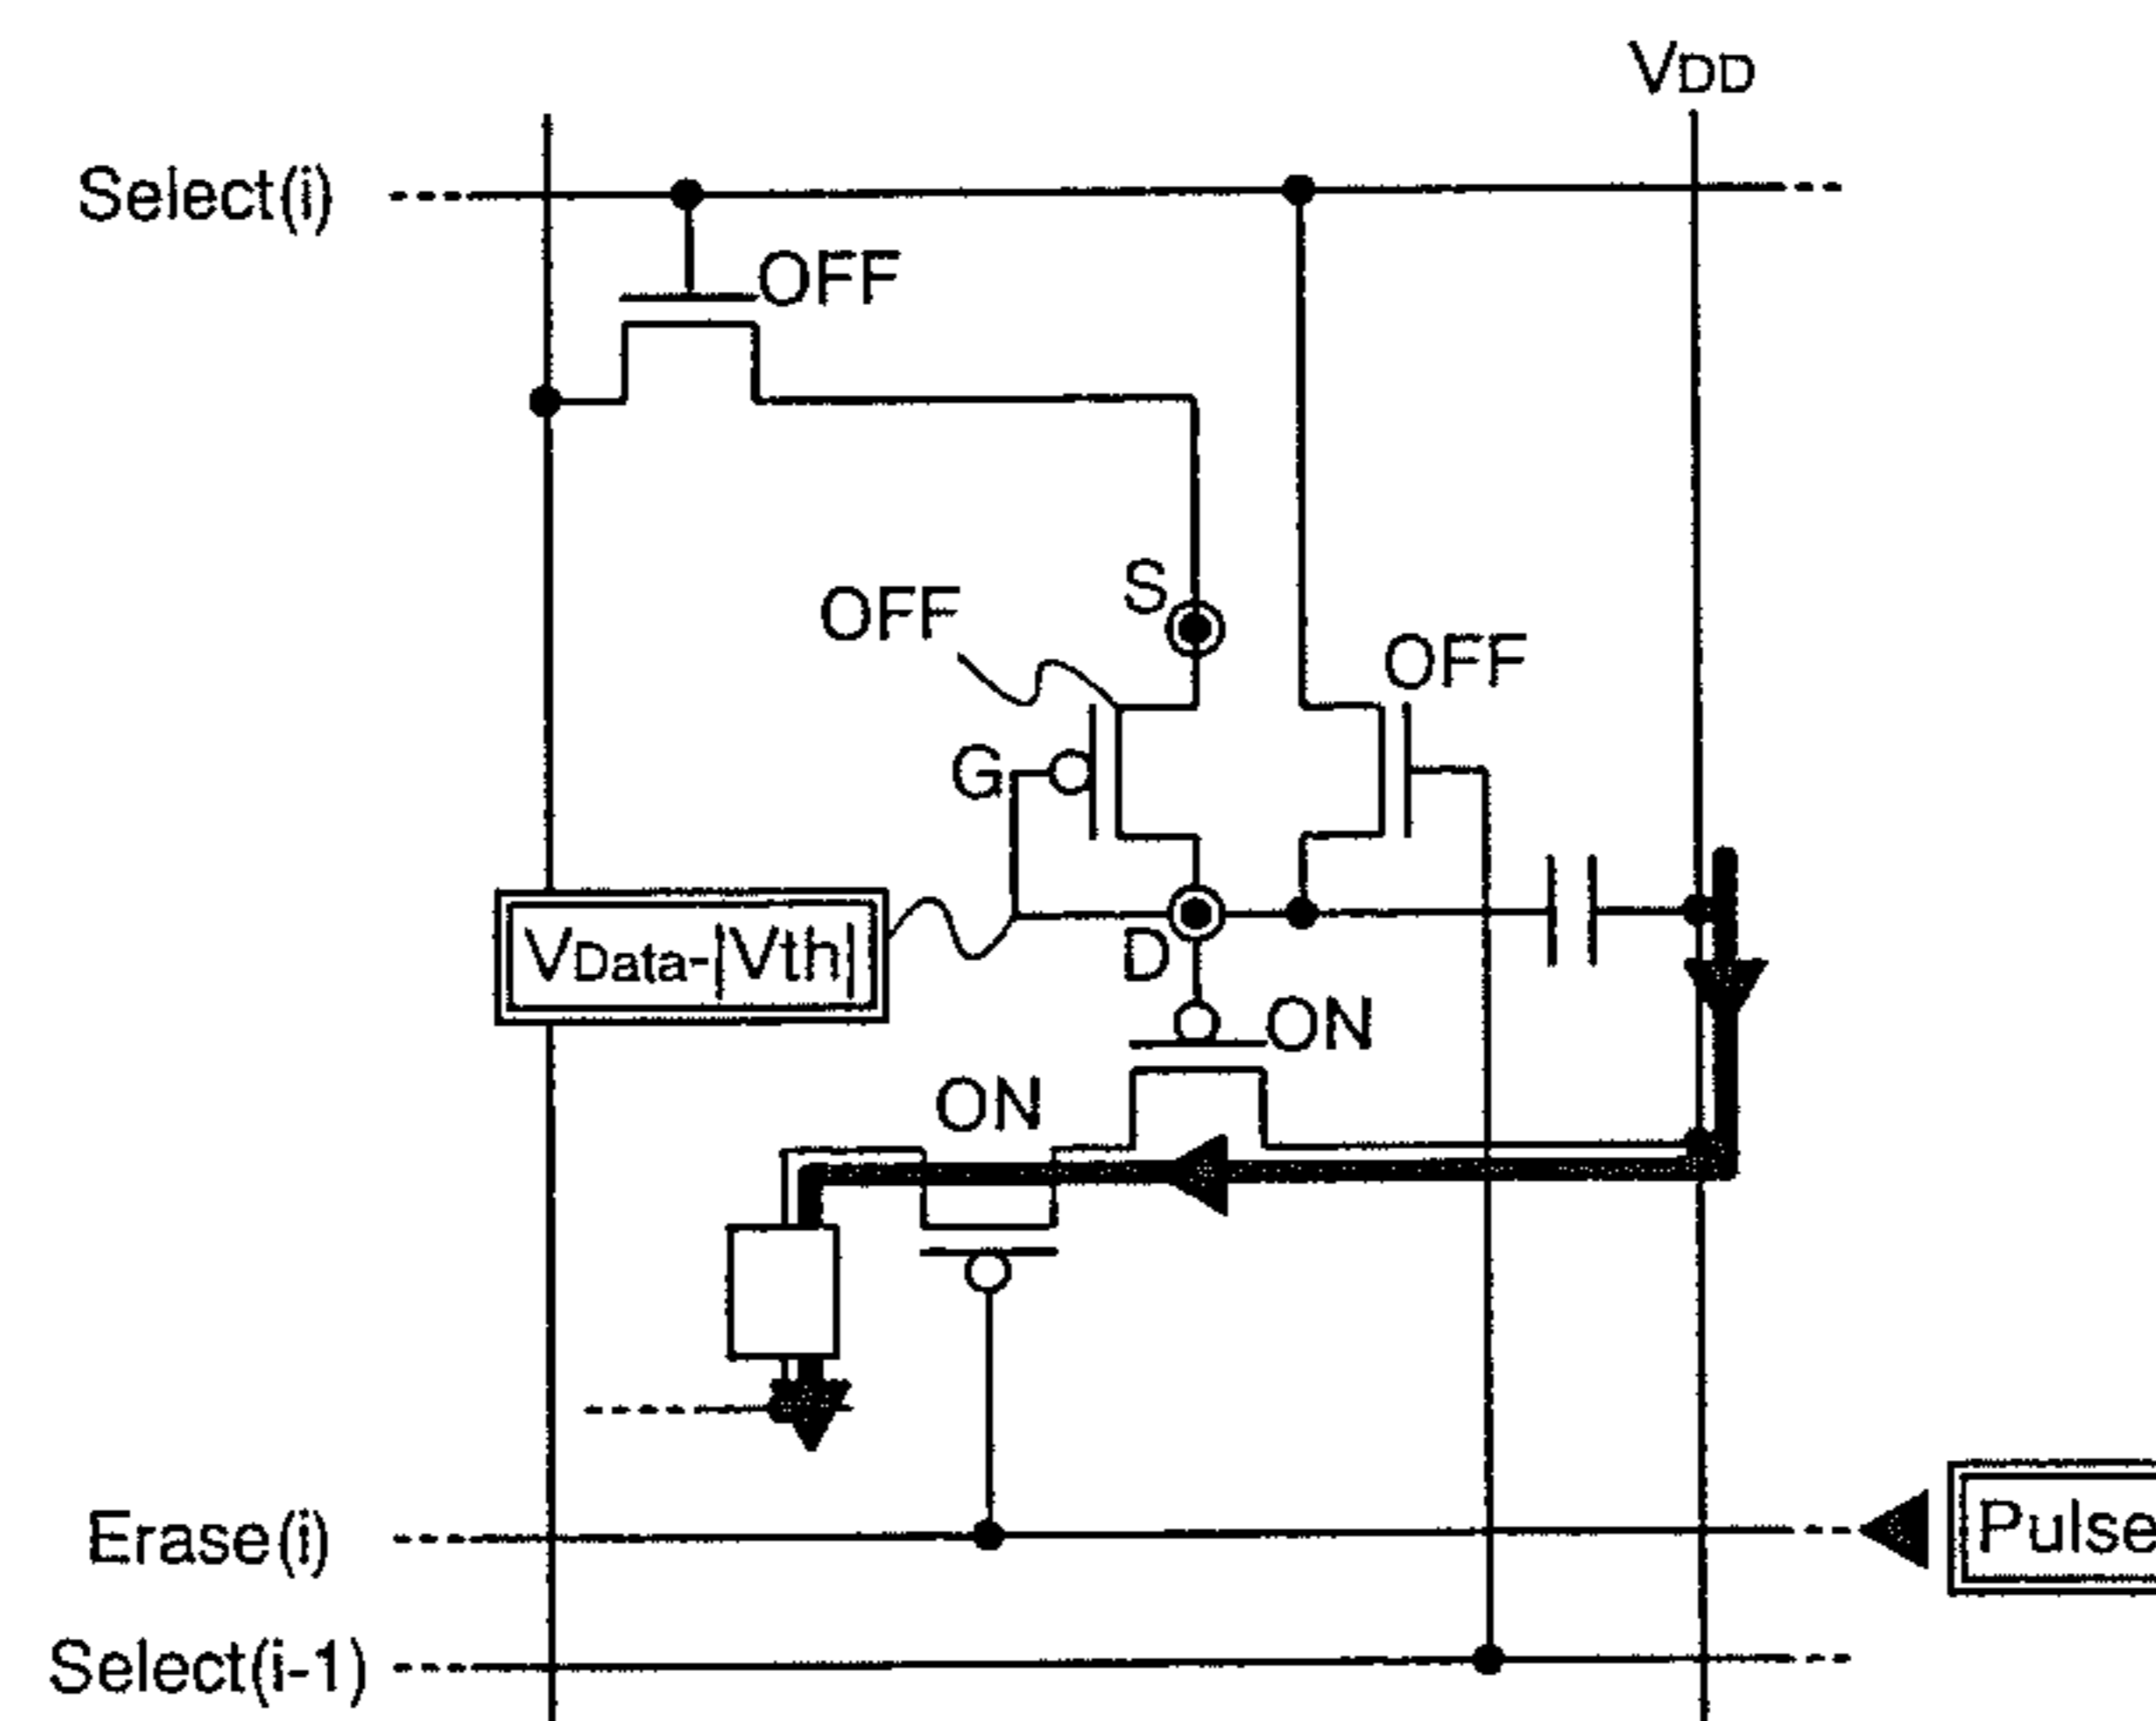 VDD
Select(i)
OFF
S
OFF
OFF
G
VData-|Vth|
D
ON
ON
Erase(i)
Pulse
Select(i-1)